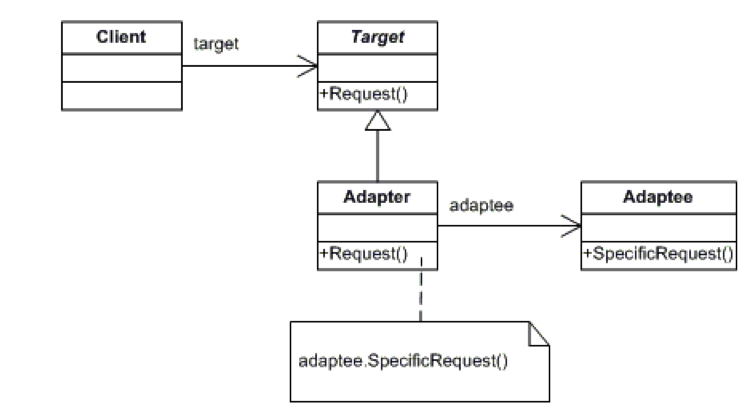 Client
target
Target
+Request()
Adapter
adaptee
Adaptee
+Request()
+SpecificRequest()
adaptee.SpecificRequest()